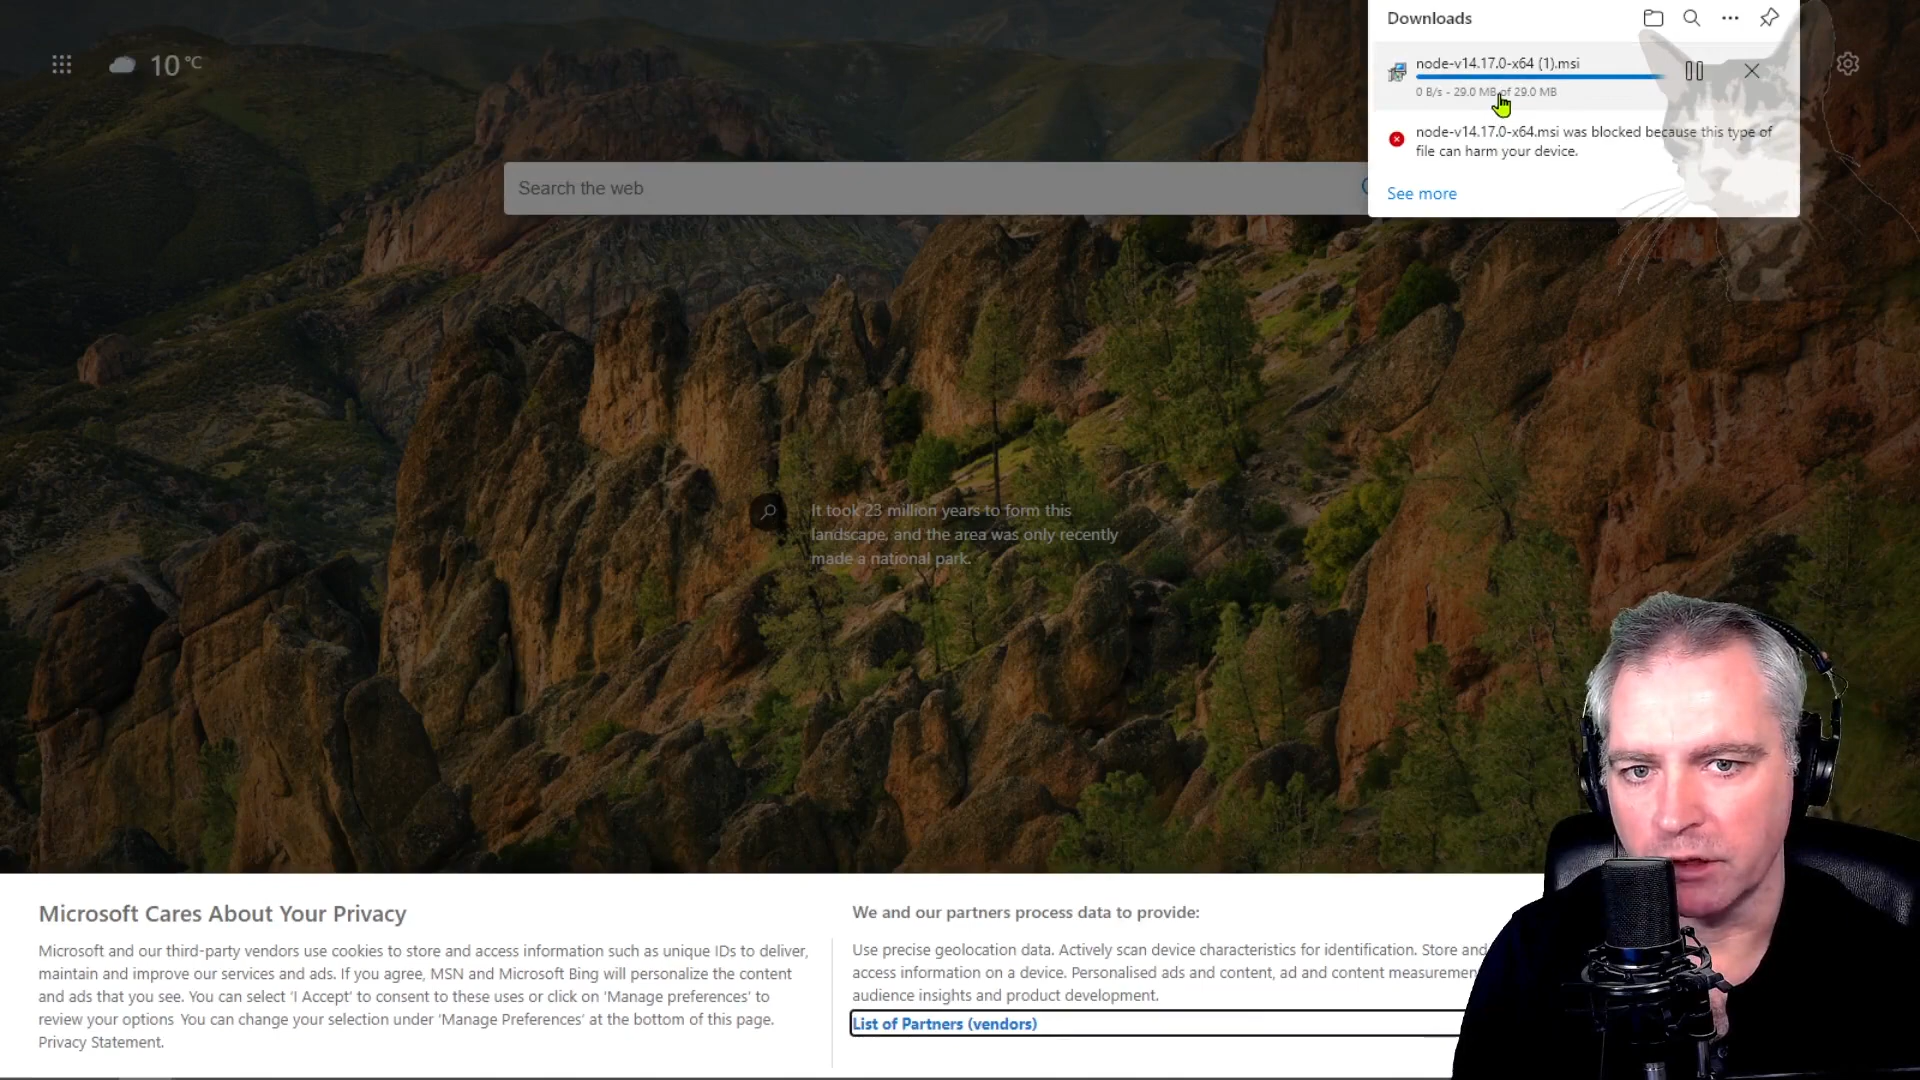 Downloads
10 °C
node-v14.17.0-x64 (1).msi
0 B/s - 29.0 MB of 29.0 MB
node-v14.17.0-x64.msi was blocked because this type of
file can harm your device.
See more
Search the web
It took 23 million years to form this
landscape, and the area was only recently
made a national park.
Microsoft Cares About Your Privacy
Microsoft and our third-party vendors use cookies to store and access information such as unique IDs to deliver,
maintain and improve our services and ads. If you agree, MSN and Microsoft Bing will personalize the content
and ads that you see. You can select 'I Accept' to consent to these uses or click on 'Manage preferences' to
review your options You can change your selection under 'Manage Preferences' at the bottom of this page.
Privacy Statement.
We and our partners process data to provide:
Use precise geolocation data. Actively scan device characteristics for identification. Store and
access information on a device. Personalised ads and content, ad and content measurement
audience insights and product development.
List of Partners (vendors)